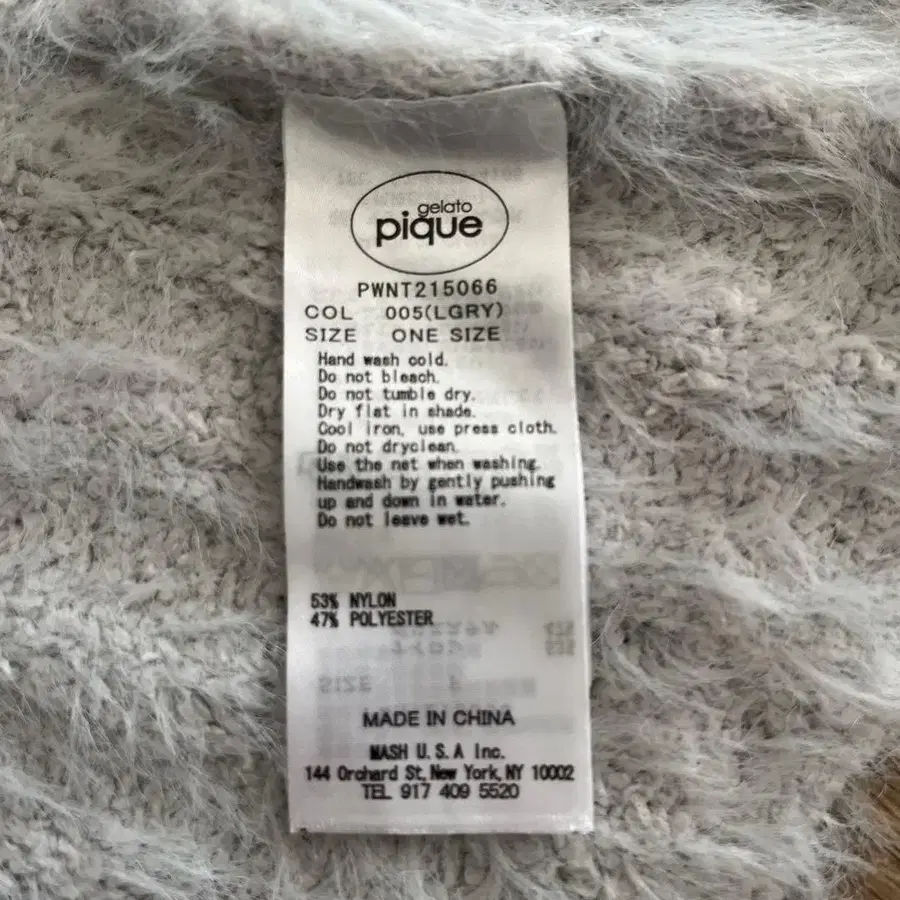 gelato
pique
PWNT215066
COL 005(LGRY)
SIZE ONE SIZE
Hand wash cold.
Do not bleach.
Do not tumble dry.
Dry flat in shade.
Cool iron, use press cloth.
Do not dryclean.
Use the net when washing.
Handwash by gently pushing
up and down in water.
Do not leave wet.
53% NYLON
47% POLYESTER
MADE IN CHINA
MASH U.S.A Inc.
144 Orchard St, New York, NY 10002
TEL 917 409 5520